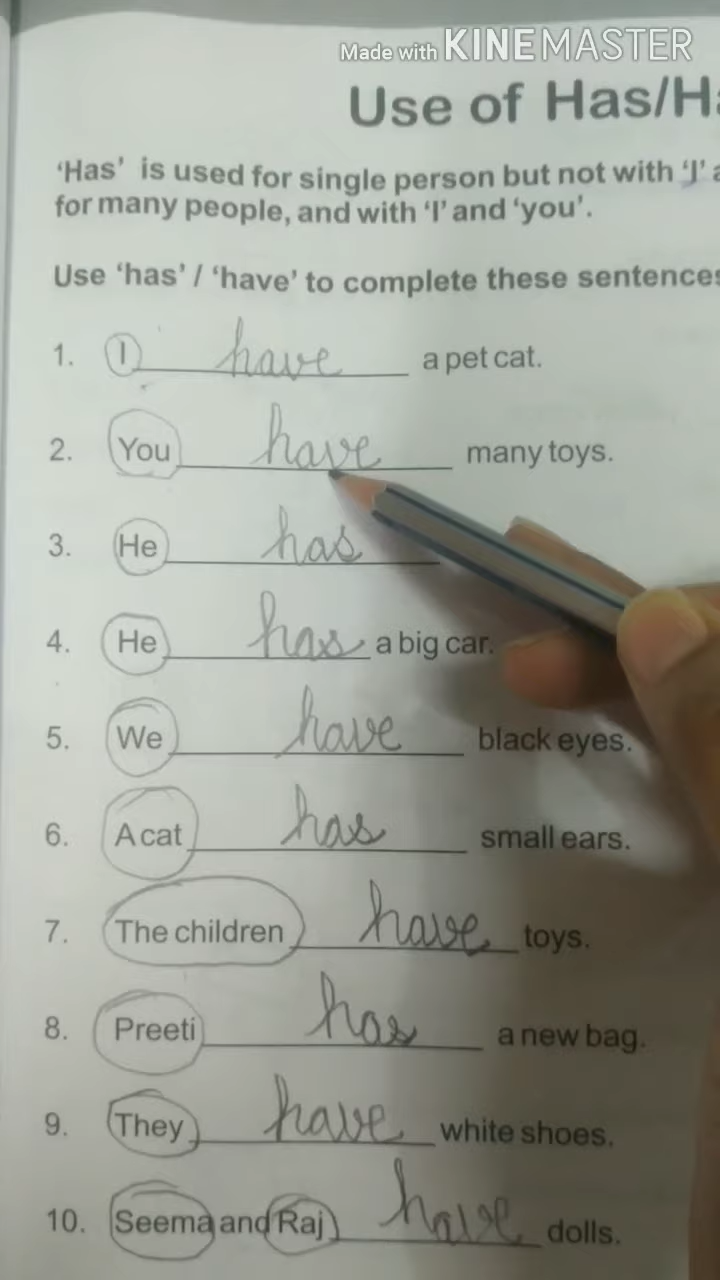 Made with KINEMASTER
Use of Has/Ha
'Has' is used for single person but not with 'I' a
for many people, and with 'I' and 'you'.
Use 'has' / 'have' to complete these sentences
1. I have a pet cat.
2. You have many toys.
3. He has
4. He has a big car.
5. We have black eyes.
6. A cat has small ears.
7. The children have toys.
8. Preeti has a new bag.
9. They have white shoes.
10. Seema and Raj have dolls.